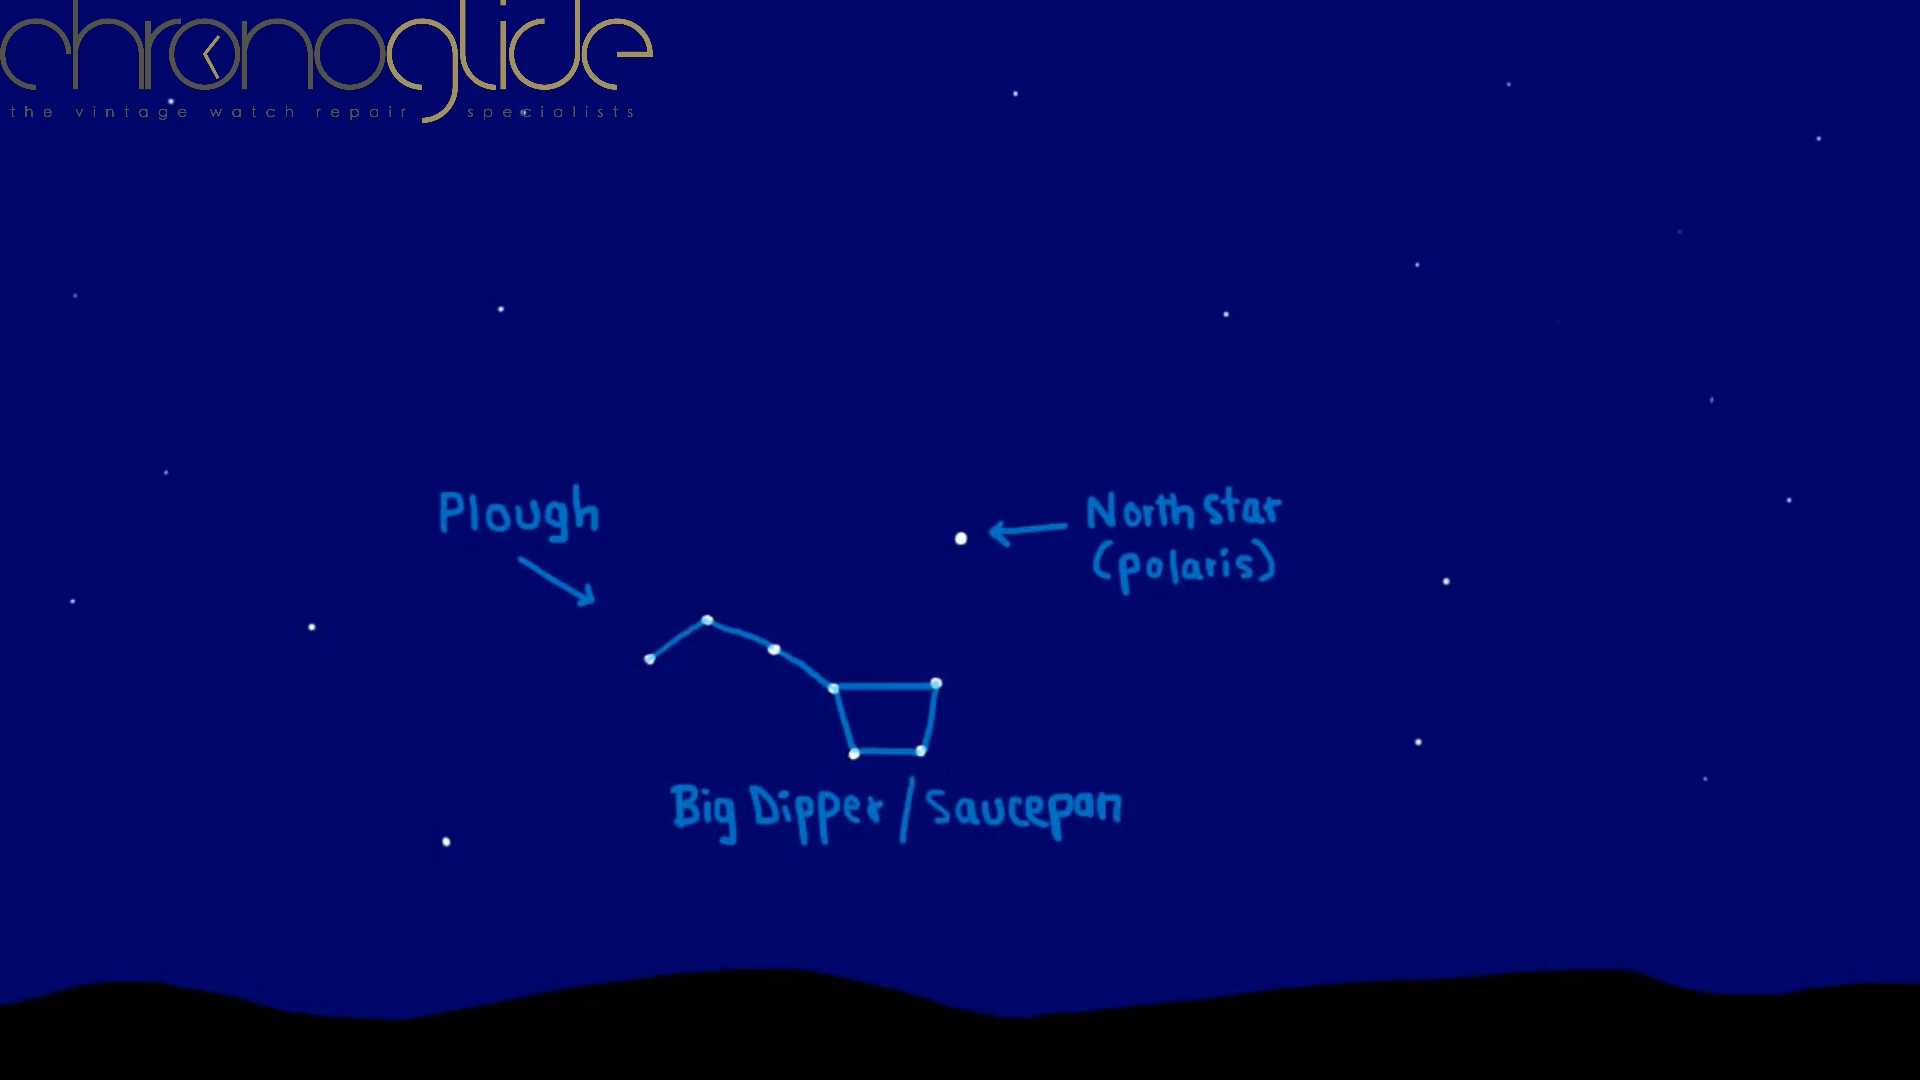 chronoglide
the vintage watch repair specialists
Plough
North Star
(polaris)
Big Dipper / Saucepan